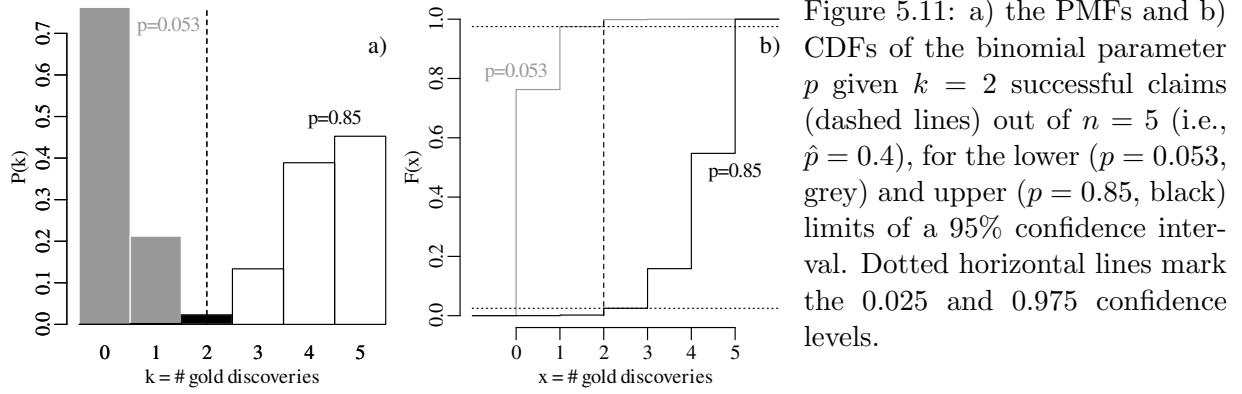 0.0 0.1 0.2 0.3 0.4 0.5 0.6 0.7
P(k)
p=0.053
a)
p=0.85
0 1 2 3 4 5
k = # gold discoveries
0.0 0.2 0.4 0.6 0.8 1.0
F(x)
p=0.053
b)
p=0.85
0 1 2 3 4 5
x = # gold discoveries
Figure 5.11: a) the PMFs and b)
CDFs of the binomial parameter
p given k = 2 successful claims
(dashed lines) out of n = 5 (i.e.,
p̂ = 0.4), for the lower (p = 0.053,
grey) and upper (p = 0.85, black)
limits of a 95% confidence inter-
val. Dotted horizontal lines mark
the 0.025 and 0.975 confidence
levels.